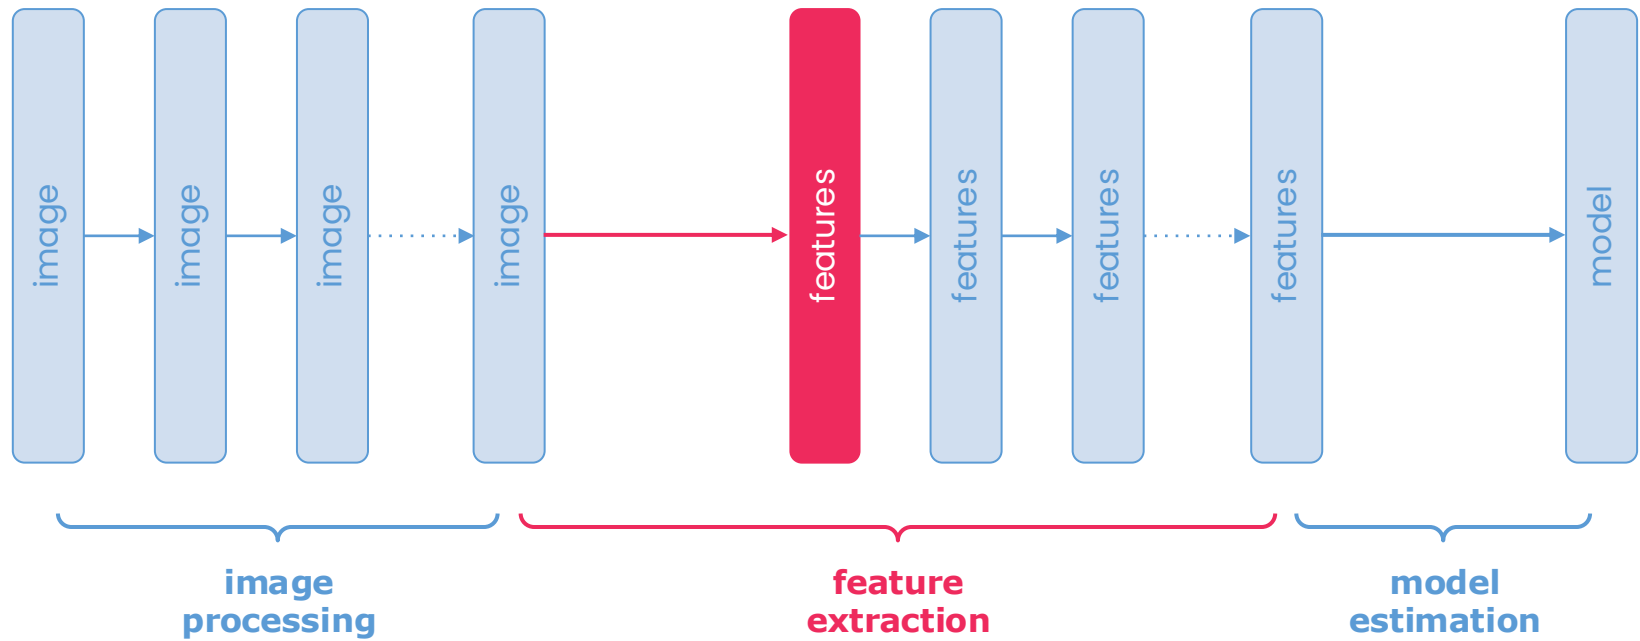 image
image
image
image
features
features
features
features
model
image
processing
feature
extraction
model
estimation